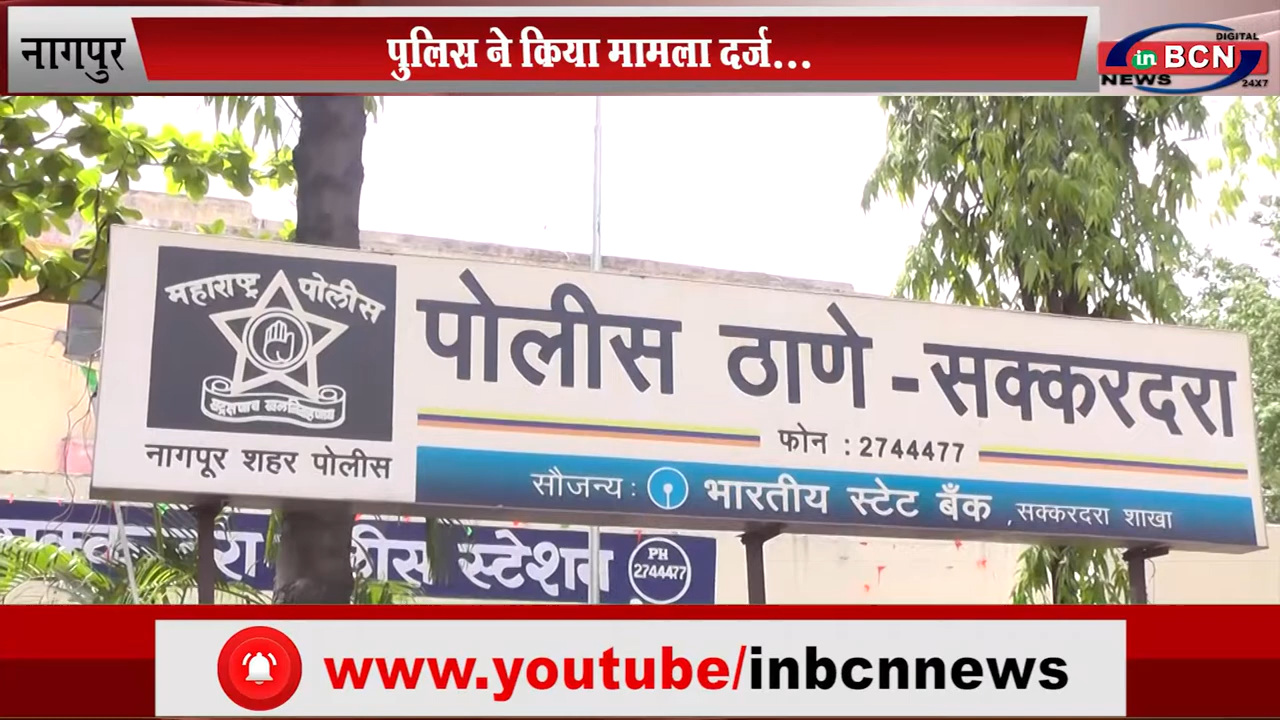 नागपुर
पुलिस ने किया मामला दर्ज...
DIGITAL
in BCN
NEWS
24X7
महाराष्ट्र पोलीस
नागपूर शहर पोलीस
पोलीस ठाणे - सक्करदरा
फोन : 2744477
सौजन्य : भारतीय स्टेट बँक , सक्करदरा शाखा
स्टेशन
PH
2744477
www.youtube/inbcnnews